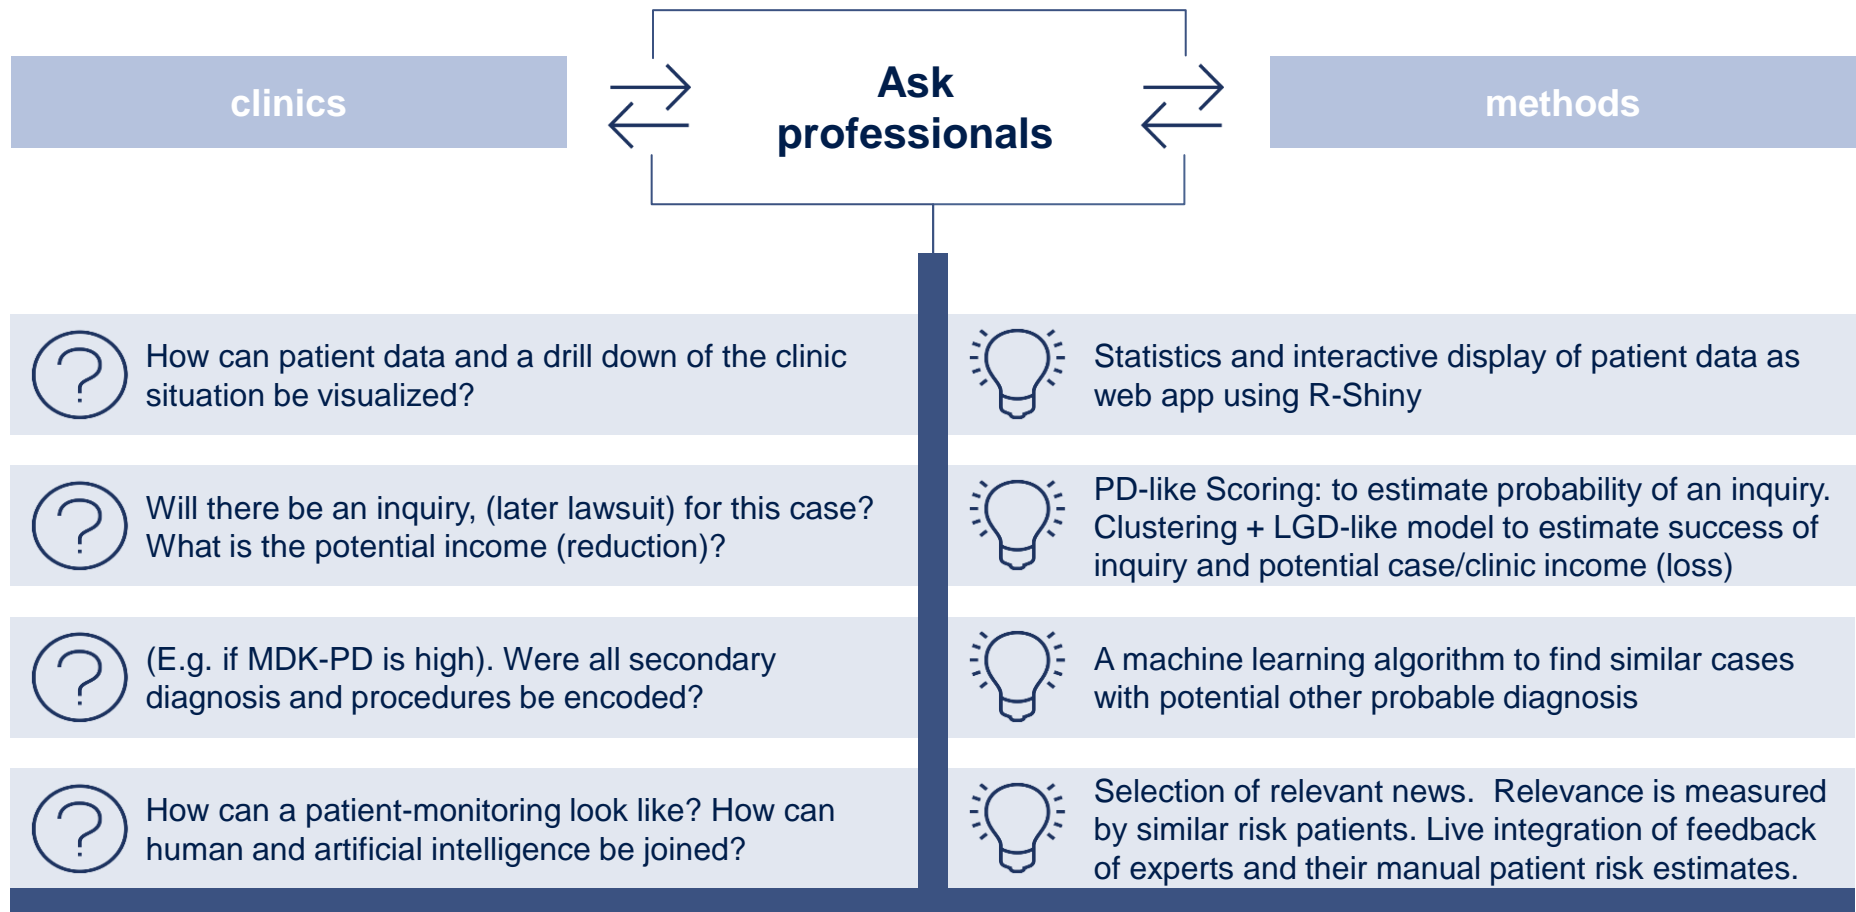 clinics
Ask
professionals
methods
How can patient data and a drill down of the clinic
situation be visualized?
Statistics and interactive display of patient data as
web app using R-Shiny
Will there be an inquiry, (later lawsuit) for this case?
What is the potential income (reduction)?
PD-like Scoring: to estimate probability of an inquiry.
Clustering + LGD-like model to estimate success of
inquiry and potential case/clinic income (loss)
(E.g. if MDK-PD is high). Were all secondary
diagnosis and procedures be encoded?
A machine learning algorithm to find similar cases
with potential other probable diagnosis
How can a patient-monitoring look like? How can
human and artificial intelligence be joined?
Selection of relevant news.  Relevance is measured
by similar risk patients. Live integration of feedback
of experts and their manual patient risk estimates.